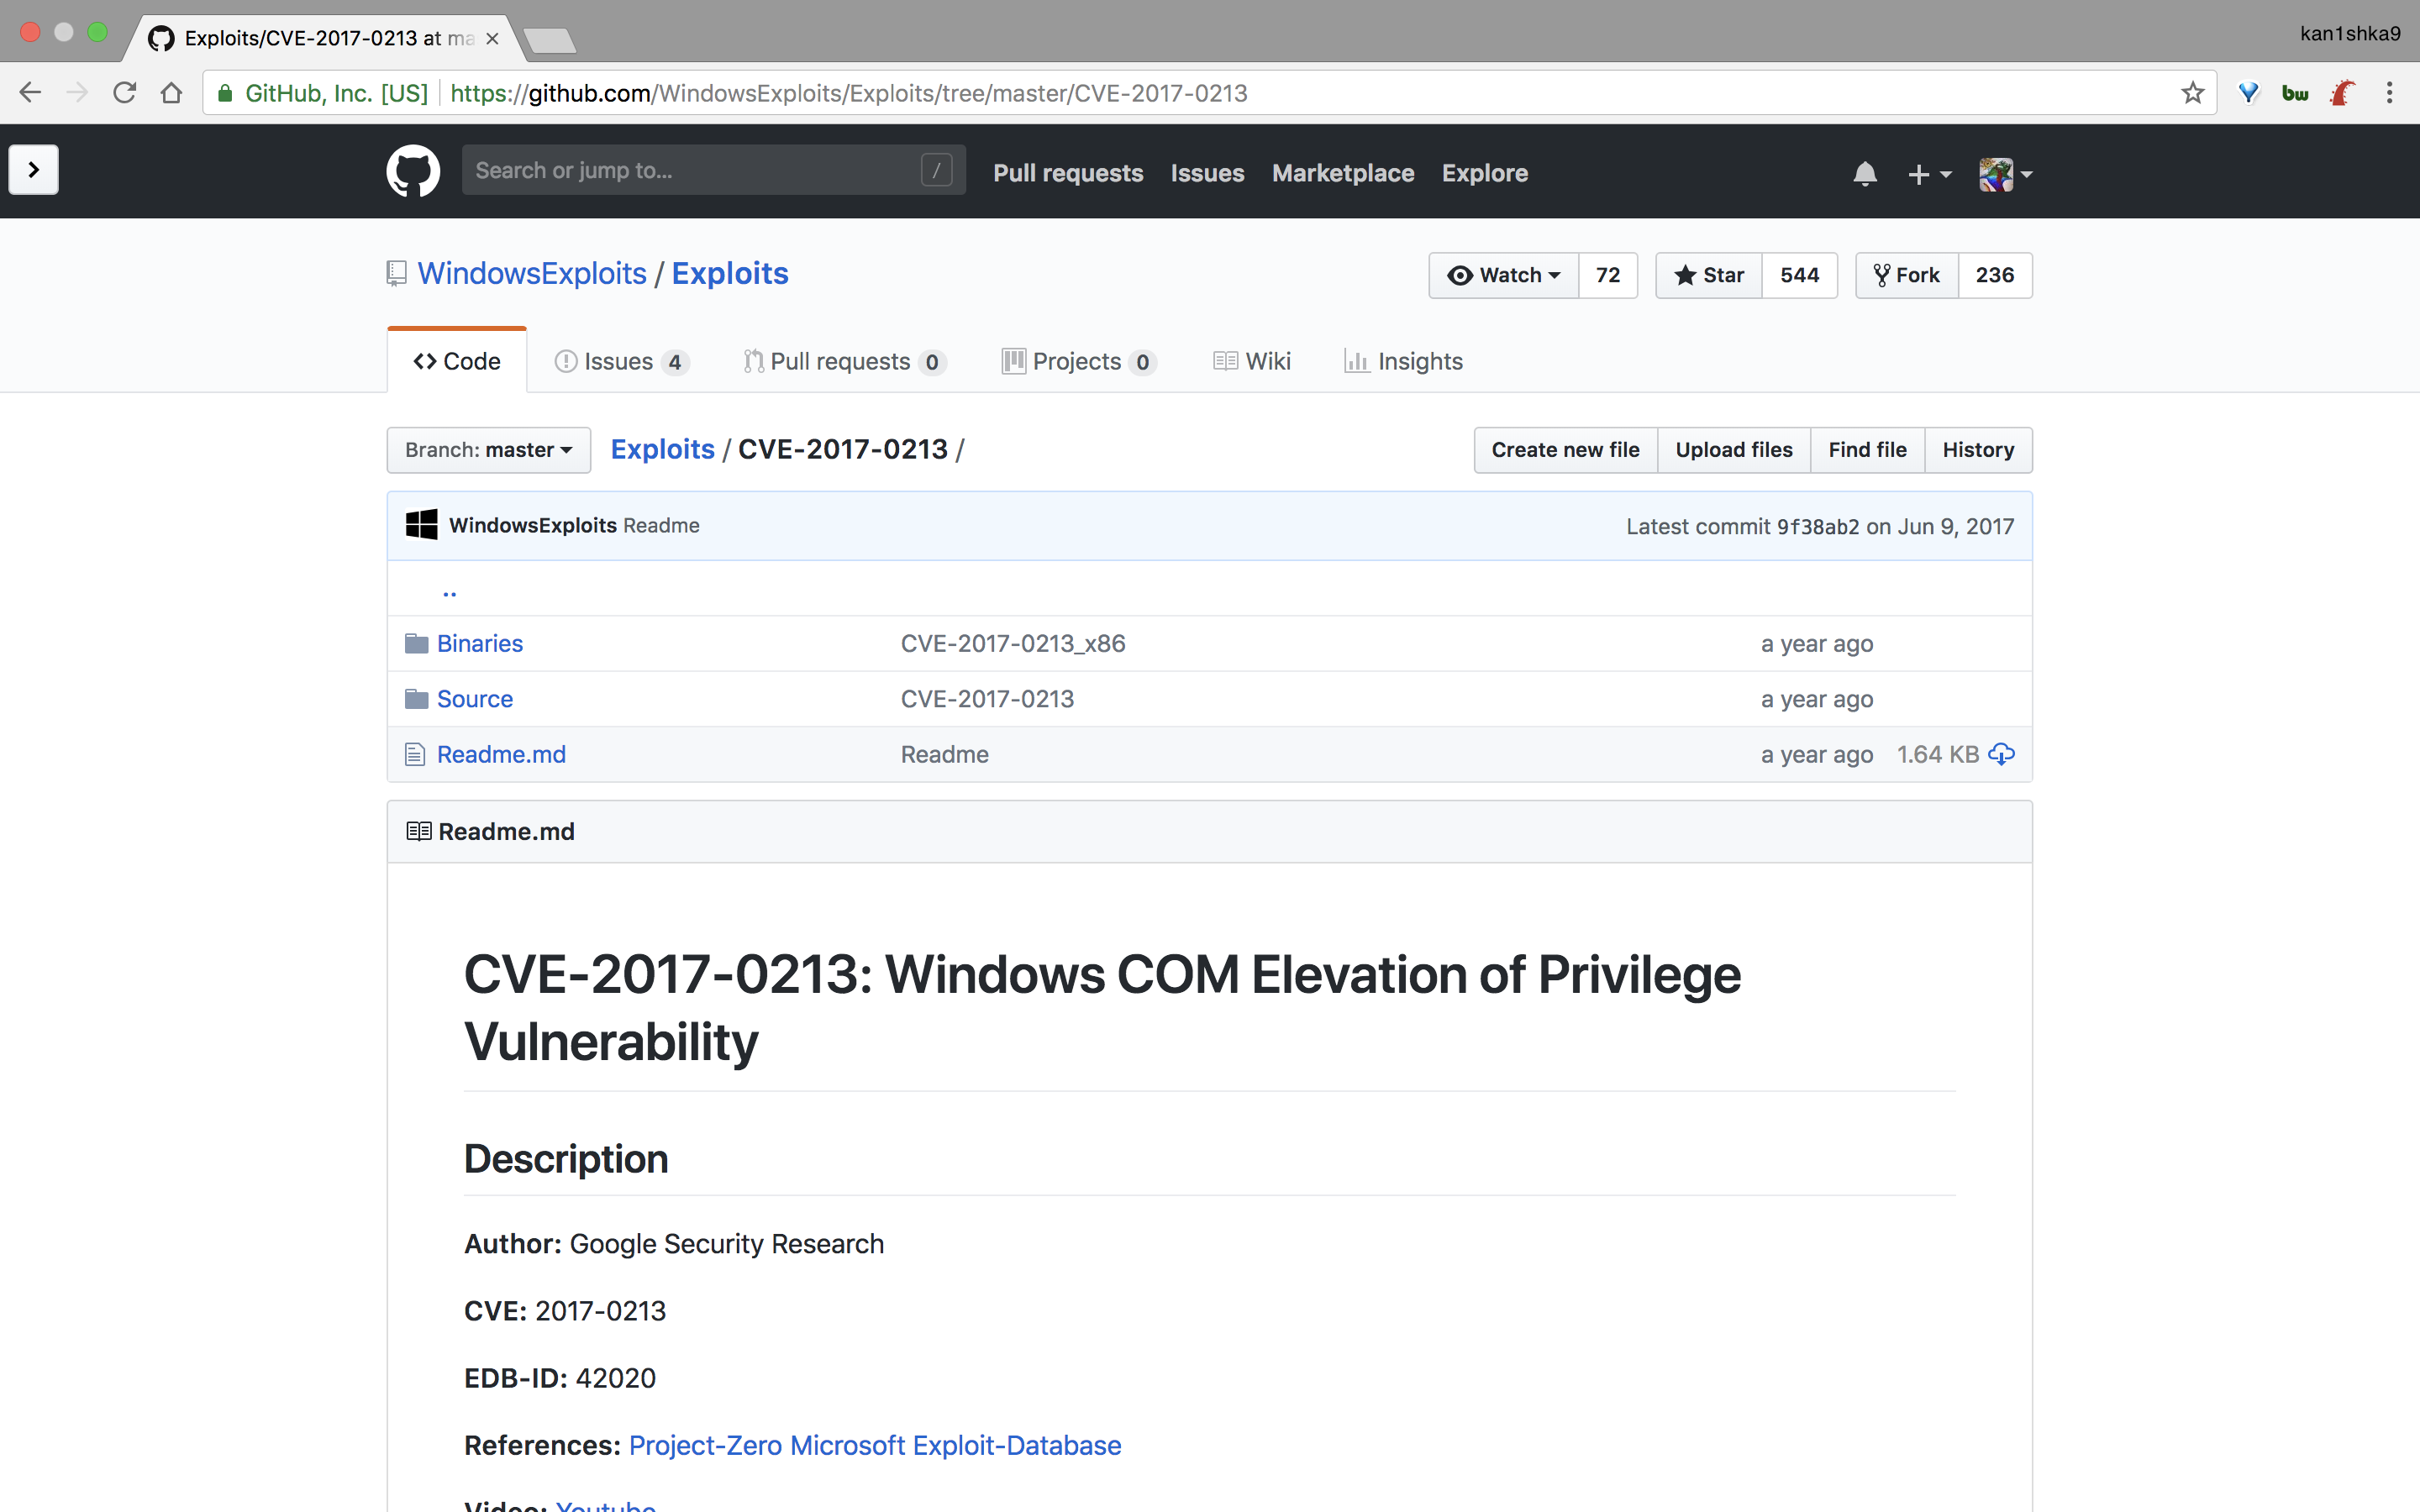 Exploits/CVE-2017-0213 at ma
kan1shka9
GitHub, Inc. [US] https://github.com/WindowsExploits/Exploits/tree/master/CVE-2017-0213
bw
Search or jump to... / Pull requests Issues Marketplace Explore
WindowsExploits / Exploits Watch 72 Star 544 Fork 236
Code Issues 4 Pull requests 0 Projects 0 Wiki Insights
Branch: master Exploits / CVE-2017-0213 / Create new file Upload files Find file History
WindowsExploits Readme Latest commit 9f38ab2 on Jun 9, 2017
..
Binaries CVE-2017-0213_x86 a year ago
Source CVE-2017-0213 a year ago
Readme.md Readme a year ago 1.64 KB
Readme.md
CVE-2017-0213: Windows COM Elevation of Privilege
Vulnerability
Description
Author: Google Security Research
CVE: 2017-0213
EDB-ID: 42020
References: Project-Zero Microsoft Exploit-Database
Video: Youtube